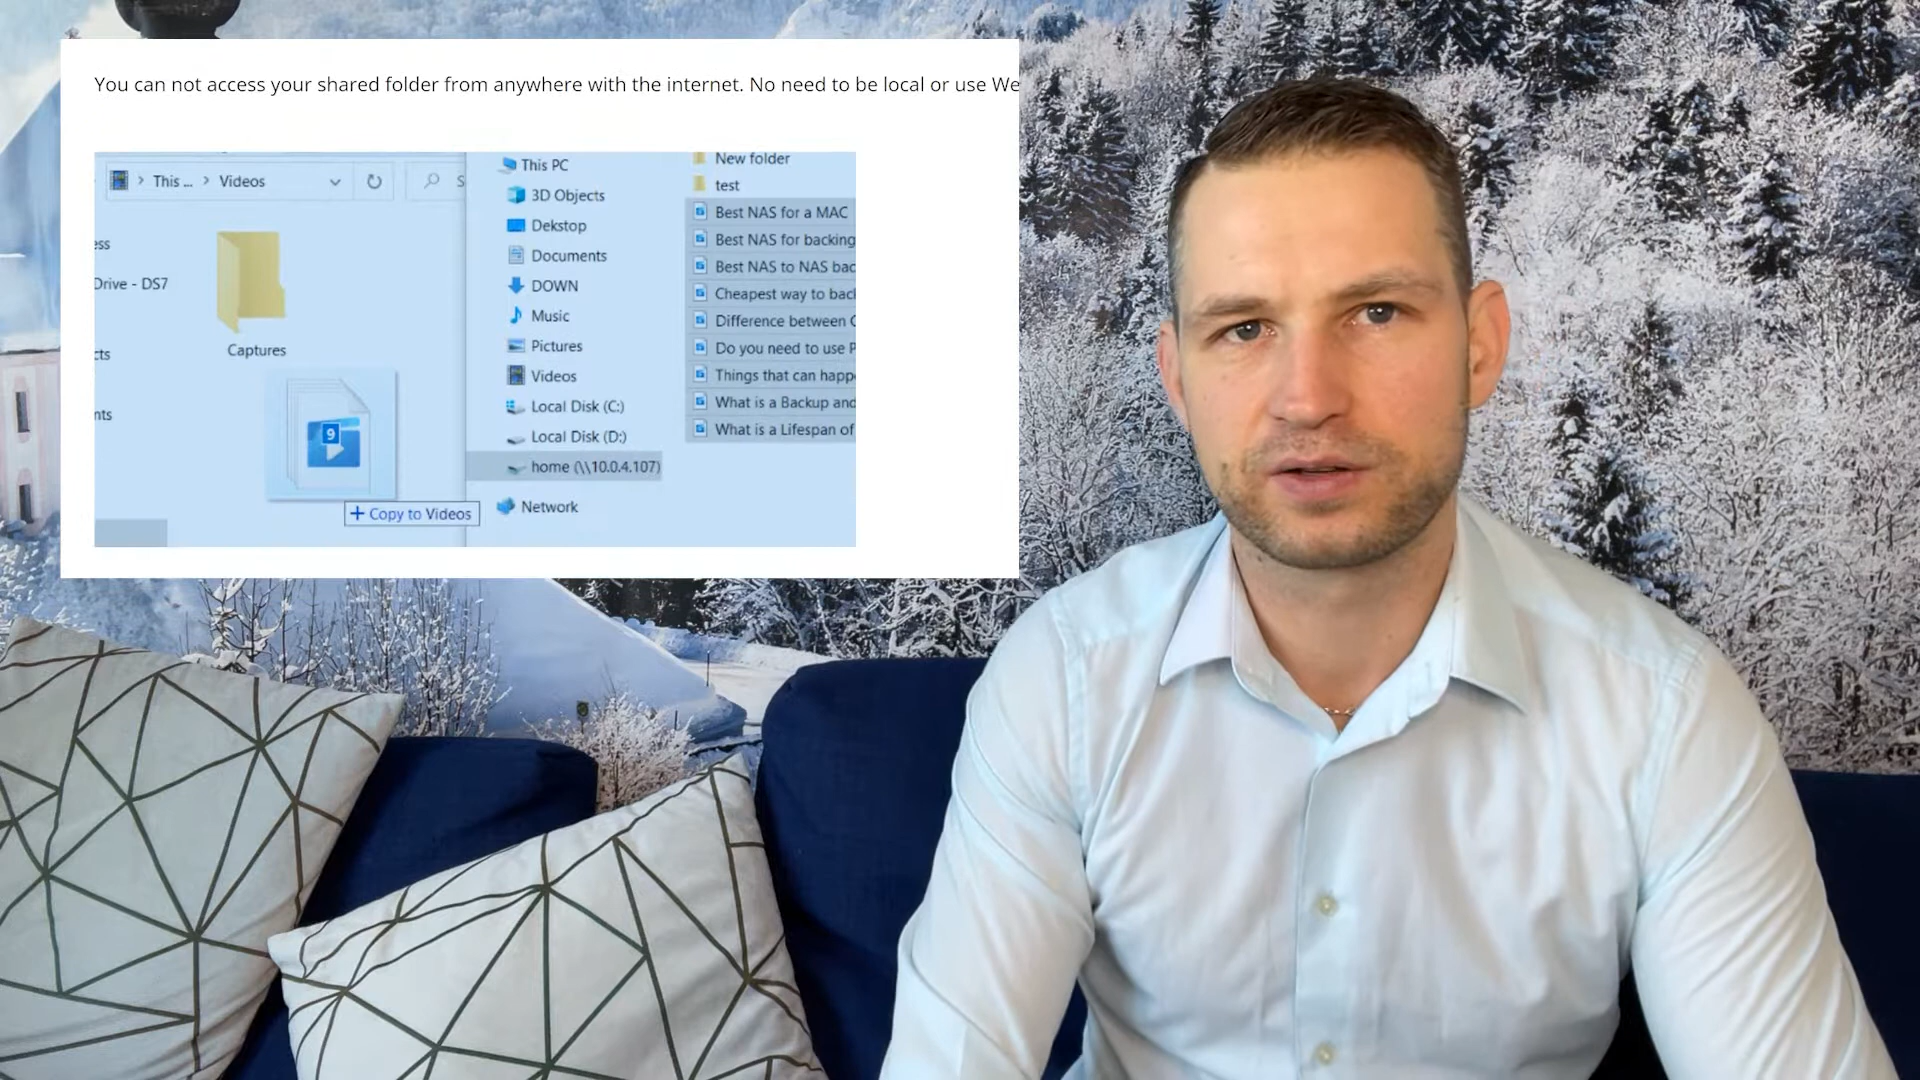 You can not access your shared folder from anywhere with the internet. No need to be local or use We
This ... > Videos
S
ess
Drive - DS7
cts
nts
Captures
9
+ Copy to Videos
This PC
3D Objects
Dekstop
Documents
DOWN
Music
Pictures
Videos
Local Disk (C:)
Local Disk (D:)
home (\\10.0.4.107)
Network
New folder
test
Best NAS for a MAC
Best NAS for backing
Best NAS to NAS bac
Cheapest way to back
Difference between
Do you need to use P
Things that can happe
What is a Backup and
What is a Lifespan of